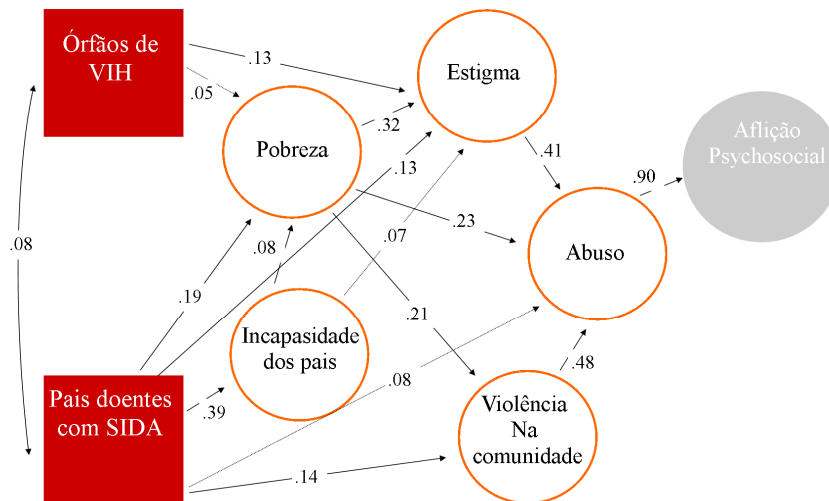 Órfãos de
VIH
.13
.05
Estigma
Pobreza
.32
.13
.41
Aflição
Psychosocial
.90
.08
.19
.08
.07
.23
Abuso
.21
Incapasidade
dos pais
.08
.48
Pais doentes
com SIDA
.39
.14
Violência
Na
comunidade